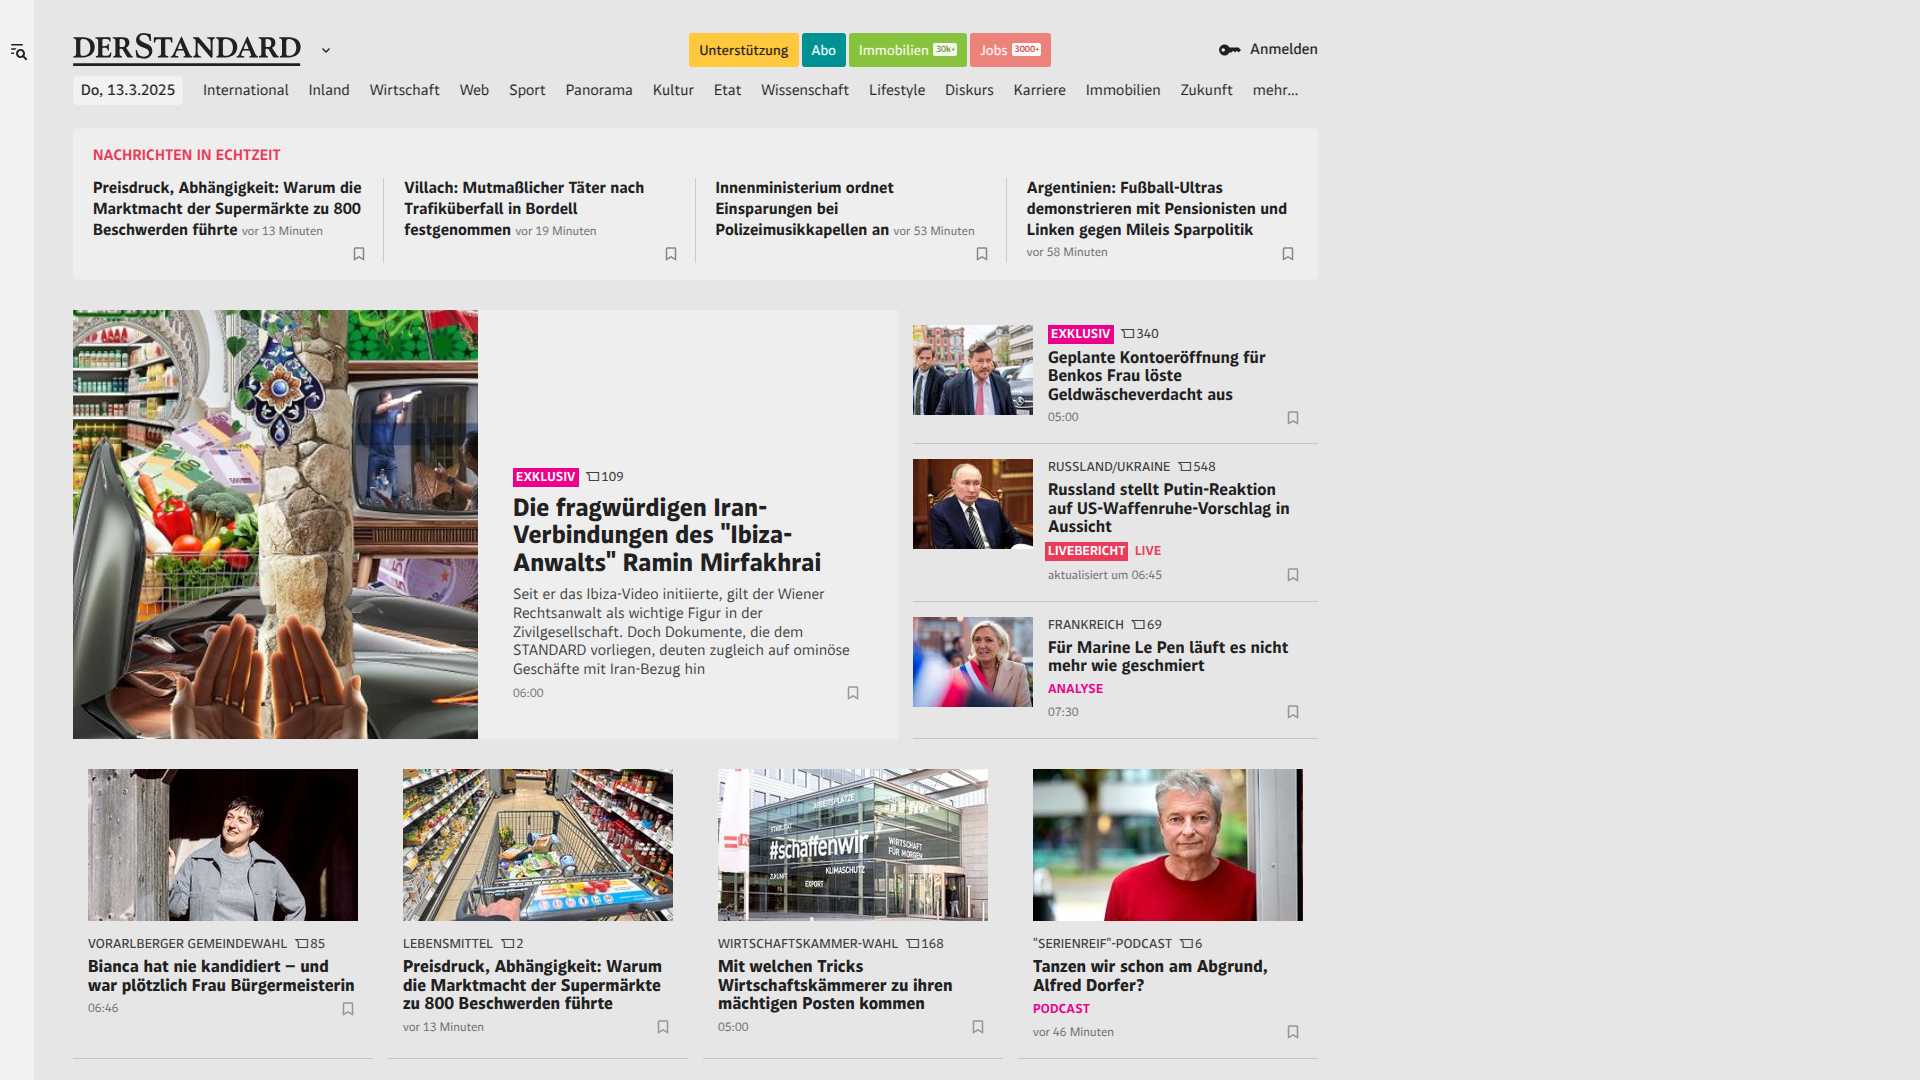 DERSTANDARD
Unterstützung
Abo
Immobilien 30k+
Jobs 3000+
Anmelden
Do, 13.3.2025
International
Inland
Wirtschaft
Web
Sport
Panorama
Kultur
Etat
Wissenschaft
Lifestyle
Diskurs
Karriere
Immobilien
Zukunft
mehr...
NACHRICHTEN IN ECHTZEIT
Preisdruck, Abhängigkeit: Warum die
Marktmacht der Supermärkte zu 800
Beschwerden führte vor 13 Minuten
Villach: Mutmaßlicher Täter nach
Trafiküberfall in Bordell
festgenommen vor 19 Minuten
Innenministerium ordnet
Einsparungen bei
Polizeimusikkapellen an vor 53 Minuten
Argentinien: Fußball-Ultras
demonstrieren mit Pensionisten und
Linken gegen Mileis Sparpolitik
vor 58 Minuten
EXKLUSIV 109
Die fragwürdigen Iran-
Verbindungen des "Ibiza-
Anwalts" Ramin Mirfakhrai
Seit er das Ibiza-Video initiierte, gilt der Wiener
Rechtsanwalt als wichtige Figur in der
Zivilgesellschaft. Doch Dokumente, die dem
STANDARD vorliegen, deuten zugleich auf ominöse
Geschäfte mit Iran-Bezug hin
06:00
EXKLUSIV 340
Geplante Kontoeröffnung für
Benkos Frau löste
Geldwäscheverdacht aus
05:00
RUSSLAND/UKRAINE 548
Russland stellt Putin-Reaktion
auf US-Waffenruhe-Vorschlag in
Aussicht
LIVEBERICHT LIVE
aktualisiert um 06:45
FRANKREICH 69
Für Marine Le Pen läuft es nicht
mehr wie geschmiert
ANALYSE
07:30
VORARLBERGER GEMEINDEWAHL 85
Bianca hat nie kandidiert – und
war plötzlich Frau Bürgermeisterin
06:46
LEBENSMITTEL 2
Preisdruck, Abhängigkeit: Warum
die Marktmacht der Supermärkte
zu 800 Beschwerden führte
vor 13 Minuten
ARBEITSPLÄTZE
#schaffenwir
WIRTSCHAFT
FÜR MORGEN
KLIMASCHUTZ
ZUKUNFT
EXPORT
WIRTSCHAFTSKAMMER-WAHL 168
Mit welchen Tricks
Wirtschaftskämmerer zu ihren
mächtigen Posten kommen
05:00
"SERIENREIF"-PODCAST 6
Tanzen wir schon am Abgrund,
Alfred Dorfer?
PODCAST
vor 46 Minuten